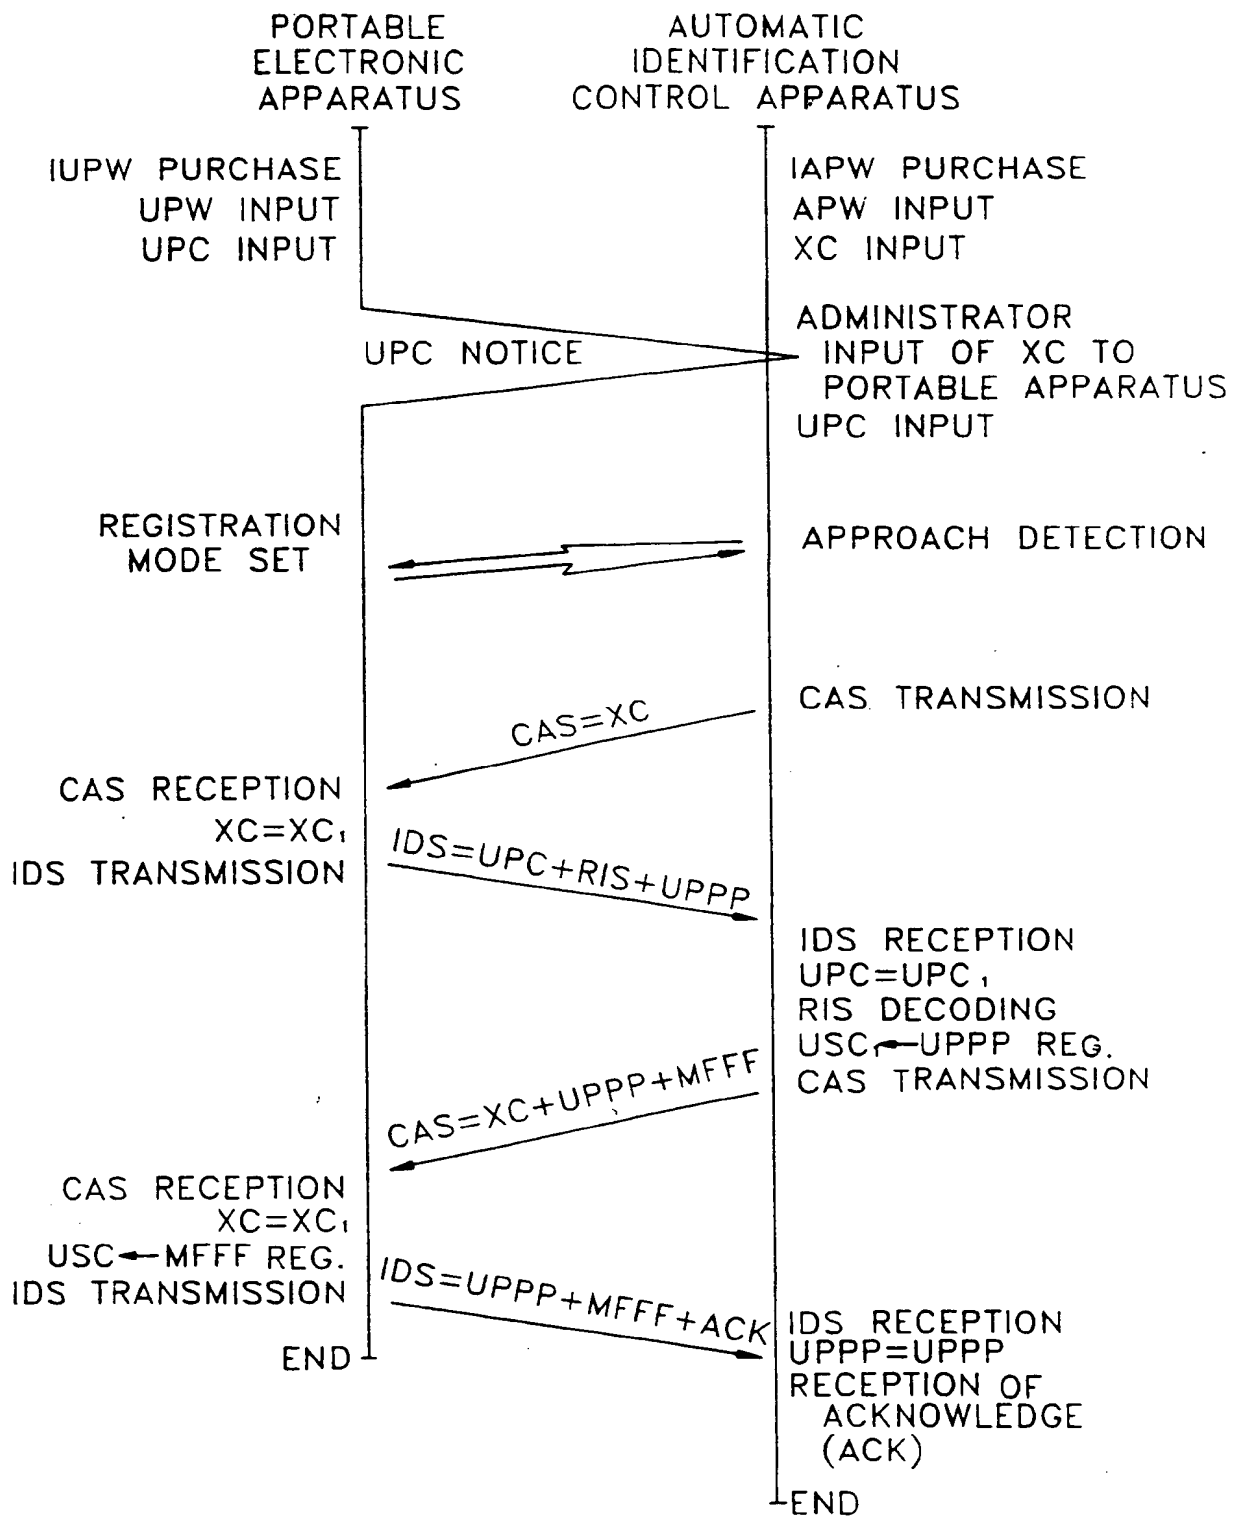 PORTABLE
ELECTRONIC
APPARATUS
AUTOMATIC
IDENTIFICATION
CONTROL APPARATUS
IUPW PURCHASE
UPW INPUT
UPC INPUT
IAPW PURCHASE
APW INPUT
XC INPUT
UPC NOTICE
ADMINISTRATOR
INPUT OF XC TO
PORTABLE APPARATUS
UPC INPUT
REGISTRATION
MODE SET
APPROACH DETECTION
CAS TRANSMISSION
CAS=XC
CAS RECEPTION
XC=XC₁
IDS TRANSMISSION
IDS=UPC+RIS+UPPP
IDS RECEPTION
UPC=UPC₁
RIS DECODING
USC₁←UPPP REG.
CAS TRANSMISSION
CAS=XC+UPPP+MFFF
CAS RECEPTION
XC=XC₁
USC←MFFF REG.
IDS TRANSMISSION
IDS=UPPP+MFFF+ACK
END
IDS RECEPTION
UPPP=UPPP
RECEPTION OF
ACKNOWLEDGE
(ACK)
END